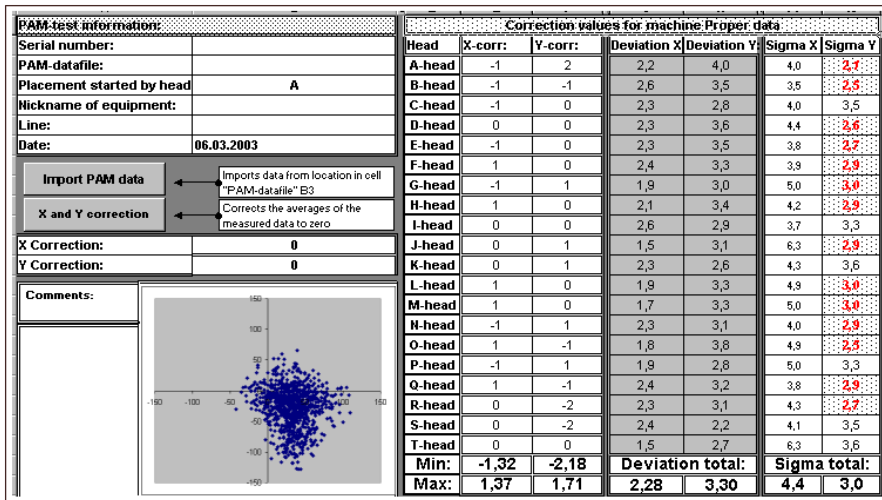 PAM-test information:
Serial number:
PAM-datafile:
Placement started by head A
Nickname of equipment:
Line:
Date: 06.03.2003
Import PAM data
Imports data from location in cell
"PAM-datafile" B3
X and Y correction
Corrects the averages of the
measured data to zero
X Correction: 0
Y Correction: 0
Comments:
150
100
50
0
-150 -100 -50 0 50 100 150
-50
-100
-150
Correction values for machine Proper data
Head X-corr: Y-corr: Deviation X Deviation Y: Sigma X Sigma Y
A-head -1 2 2,2 4,0 4,0 2,1
B-head -1 -1 2,6 3,5 3,5 2,5
C-head -1 0 2,3 2,8 4,0 3,5
D-head 0 0 2,3 3,6 4,4 2,6
E-head -1 0 2,3 3,5 3,8 2,7
F-head 1 0 2,4 3,3 3,9 2,9
G-head -1 1 1,9 3,0 5,0 3,0
H-head 1 0 2,1 3,4 4,2 2,9
I-head 0 0 2,6 2,9 3,7 3,3
J-head 0 1 1,5 3,1 6,3 2,9
K-head 0 1 2,3 2,6 4,3 3,6
L-head 1 0 1,9 3,3 4,9 3,0
M-head 1 0 1,7 3,3 5,0 3,0
N-head -1 1 2,3 3,1 4,0 2,9
O-head 1 -1 1,8 3,8 4,9 2,5
P-head -1 1 1,9 2,8 5,0 3,3
Q-head 1 -1 2,4 3,2 3,8 2,9
R-head 0 -2 2,3 3,1 4,3 2,7
S-head 0 -2 2,4 2,2 4,1 3,5
T-head 0 0 1,5 2,7 6,3 3,6
Min: -1,32 -2,18 Deviation total: Sigma total:
Max: 1,37 1,71 2,28 3,30 4,4 3,0